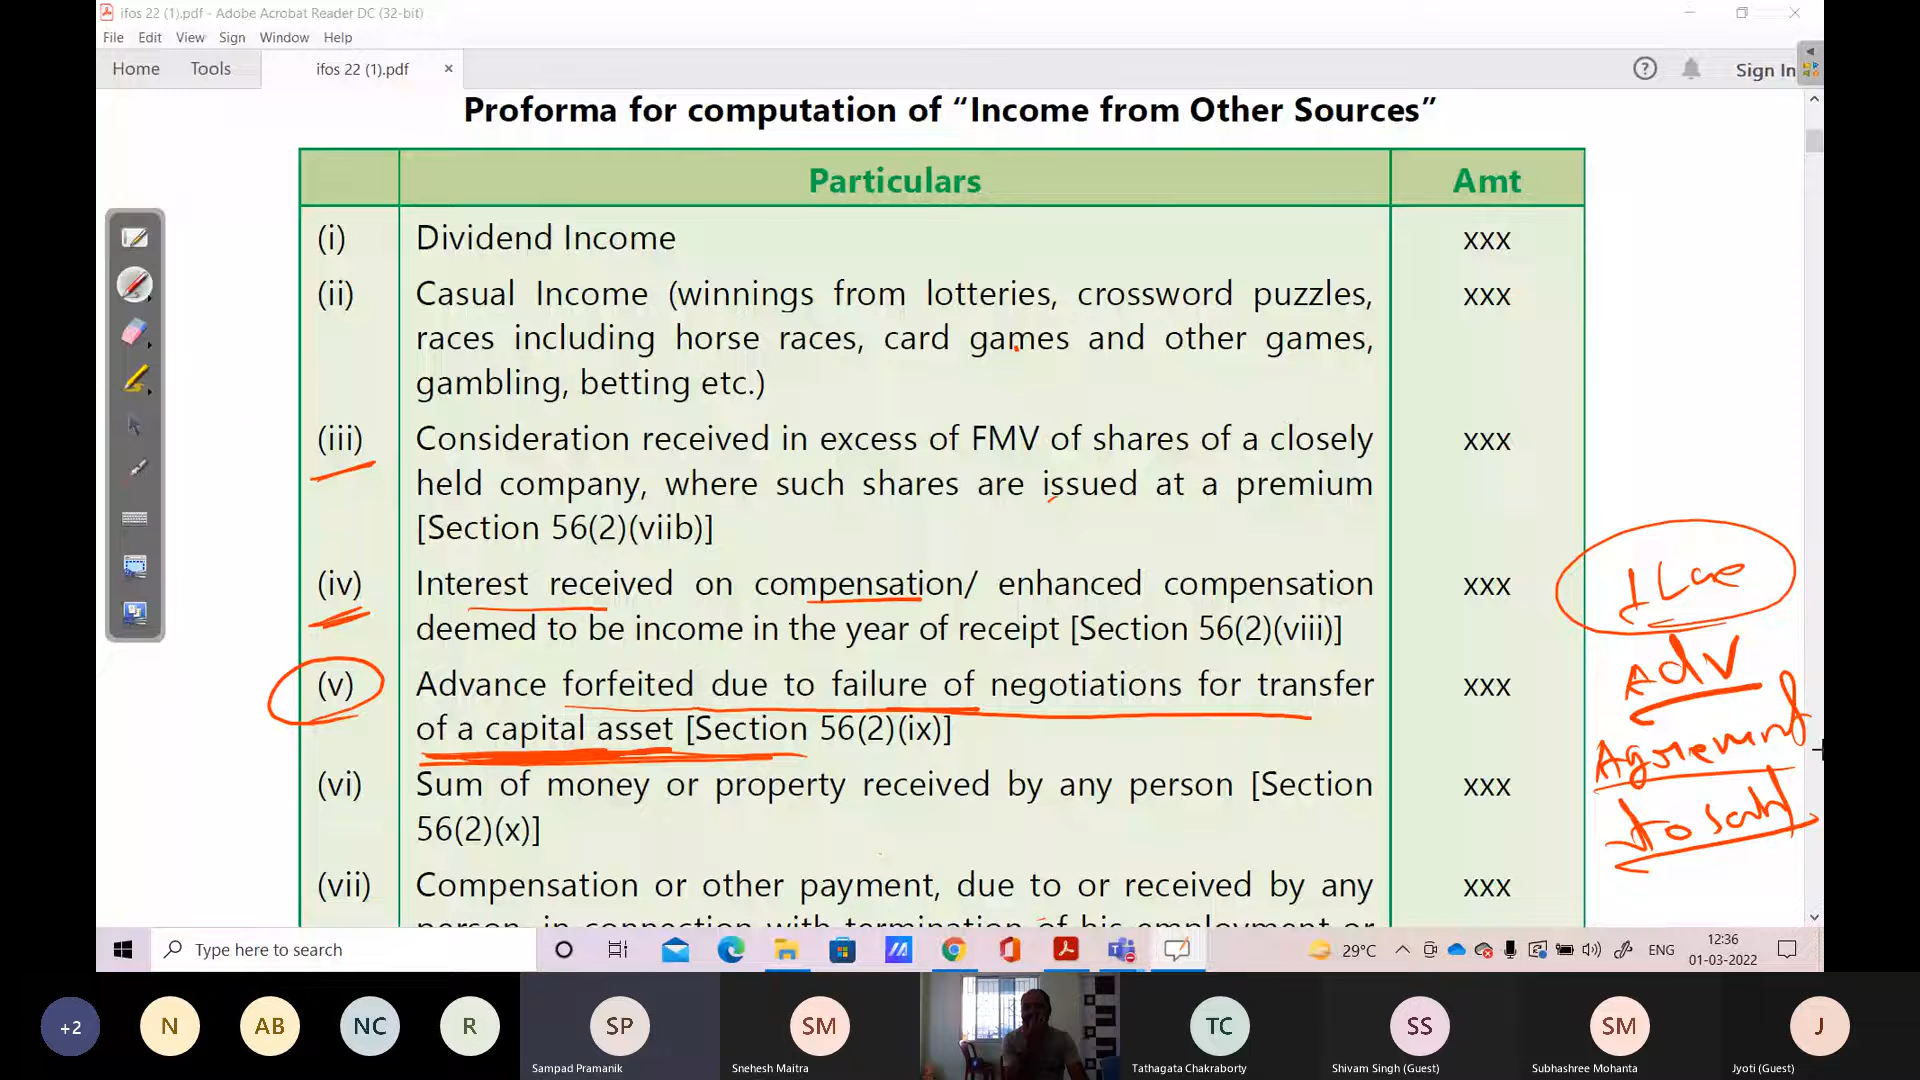 ifos 22 (1).pdf - Adobe Acrobat Reader DC (32-bit)
File Edit View Sign Window Help
Home Tools ifos 22 (1).pdf × Sign In
Proforma for computation of “Income from Other Sources”
Particulars Amt
(i) Dividend Income xxx
(ii) Casual Income (winnings from lotteries, crossword puzzles, xxx
races including horse races, card games and other games,
gambling, betting etc.)
(iii) Consideration received in excess of FMV of shares of a closely xxx
held company, where such shares are issued at a premium
[Section 56(2)(viib)]
(iv) Interest received on compensation/ enhanced compensation xxx
deemed to be income in the year of receipt [Section 56(2)(viii)]
(v) Advance forfeited due to failure of negotiations for transfer xxx
of a capital asset [Section 56(2)(ix)]
(vi) Sum of money or property received by any person [Section xxx
56(2)(x)]
(vii) Compensation or other payment, due to or received by any xxx
person, in connection with termination of his employment or
Adv
to
Type here to search
29°C ENG 12:36
01-03-2022
+2 N AB NC R SP SM TC SS SM J
Sampad Pramanik Snehesh Maitra Tathagata Chakraborty Shivam Singh (Guest) Subhashree Mohanta Jyoti (Guest)